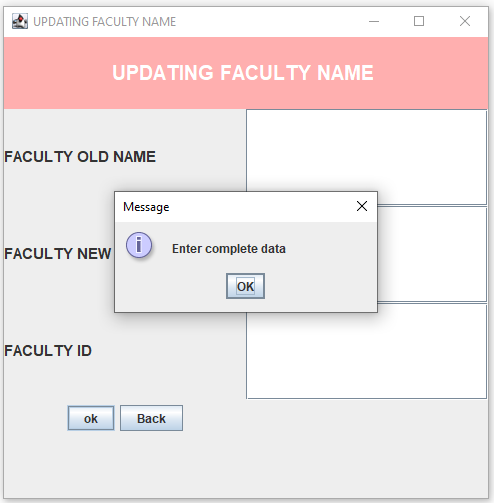 UPDATING FACULTY NAME
UPDATING FACULTY NAME
FACULTY OLD NAME
Message
FACULTY NEW
Enter complete data
OK
FACULTY ID
ok
Back